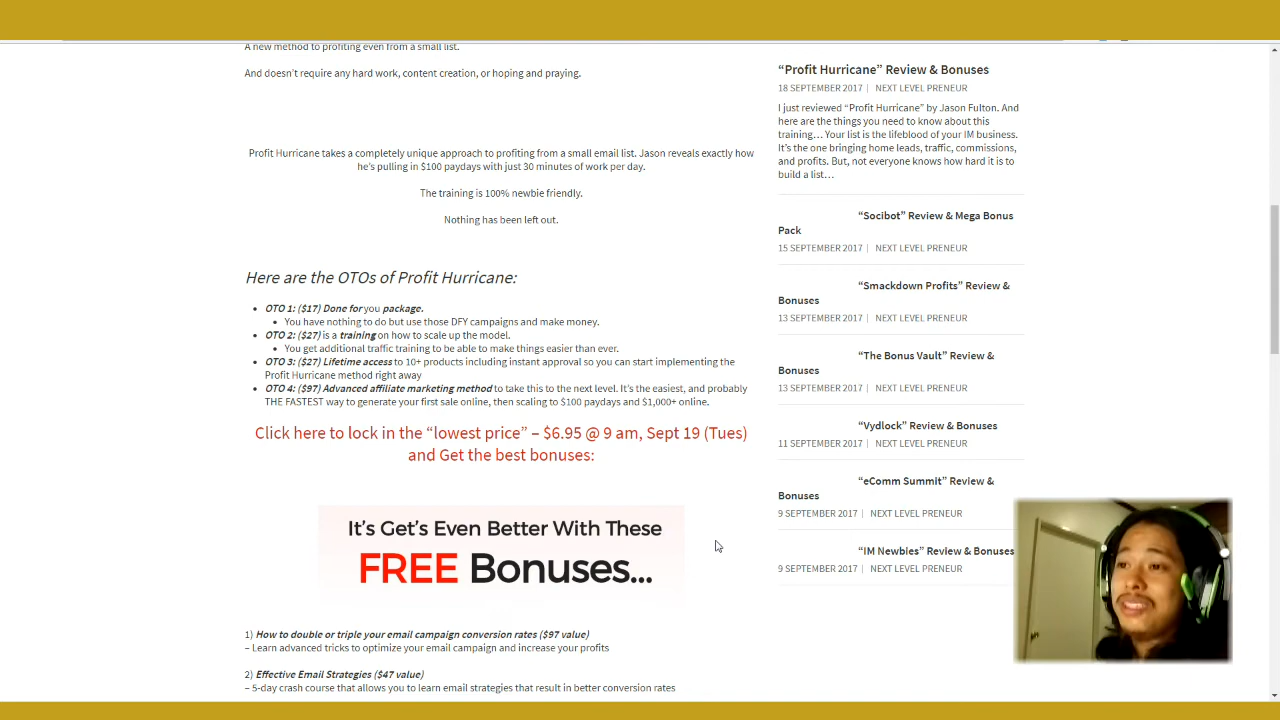 A new method to profiting even from a small list.
And doesn't require any hard work, content creation, or hoping and praying.
Profit Hurricane takes a completely unique approach to profiting from a small email list. Jason reveals exactly how
he's pulling in $100 paydays with just 30 minutes of work per day.
The training is 100% newbie friendly.
Nothing has been left out.
Here are the OTOs of Profit Hurricane:
• OTO 1: ($17) Done for you package.
• You have nothing to do but use those DFY campaigns and make money.
• OTO 2: ($27) is a training on how to scale up the model.
• You get additional traffic training to be able to make things easier than ever.
• OTO 3: ($27) Lifetime access to 10+ products including instant approval so you can start implementing the
Profit Hurricane method right away
• OTO 4: ($97) Advanced affiliate marketing method to take this to the next level. It's the easiest, and probably
THE FASTEST way to generate your first sale online, then scaling to $100 paydays and $1,000+ online.
Click here to lock in the "lowest price" – $6.95 @ 9 am, Sept 19 (Tues)
and Get the best bonuses:
It's Get's Even Better With These
FREE Bonuses...
1) How to double or triple your email campaign conversion rates ($97 value)
– Learn advanced tricks to optimize your email campaign and increase your profits
2) Effective Email Strategies ($47 value)
– 5-day crash course that allows you to learn email strategies that result in better conversion rates
"Profit Hurricane" Review & Bonuses
18 SEPTEMBER 2017 | NEXT LEVEL PRENEUR
I just reviewed "Profit Hurricane" by Jason Fulton. And
here are the things you need to know about this
training… Your list is the lifeblood of your IM business.
It's the one bringing home leads, traffic, commissions,
and profits. But, not everyone knows how hard it is to
build a list…
"Socibot" Review & Mega Bonus
Pack
15 SEPTEMBER 2017 | NEXT LEVEL PRENEUR
"Smackdown Profits" Review &
Bonuses
13 SEPTEMBER 2017 | NEXT LEVEL PRENEUR
"The Bonus Vault" Review &
Bonuses
13 SEPTEMBER 2017 | NEXT LEVEL PRENEUR
"Vydlock" Review & Bonuses
11 SEPTEMBER 2017 | NEXT LEVEL PRENEUR
"eComm Summit" Review &
Bonuses
9 SEPTEMBER 2017 | NEXT LEVEL PRENEUR
"IM Newbies" Review & Bonuses
9 SEPTEMBER 2017 | NEXT LEVEL PRENEUR